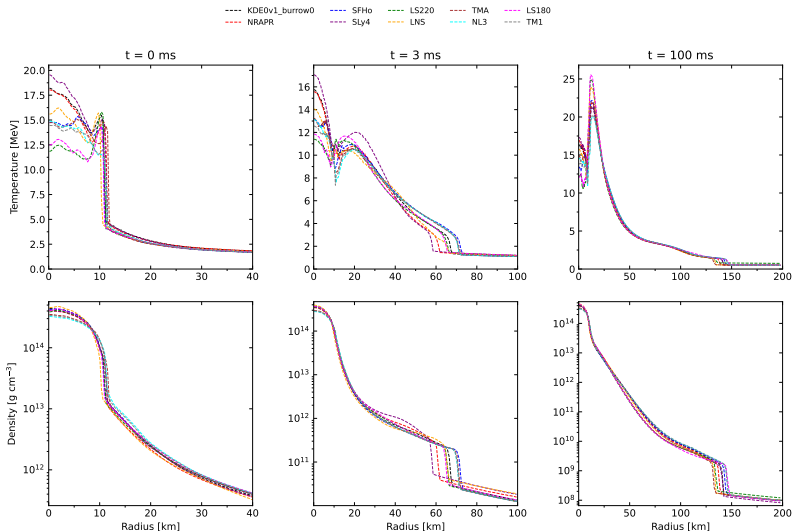 KDE0v1_burrow0 SFHo LS220 TMA LS180
NRAPR SLy4 LNS NL3 TM1
t = 0 ms t = 3 ms t = 100 ms
Temperature [MeV]
20.0
17.5
15.0
12.5
10.0
7.5
5.0
2.5
0.0
0 10 20 30 40
16
14
12
10
8
6
4
2
0
0 20 40 60 80 100
25
20
15
10
5
0
0 50 100 150 200
Density [g cm⁻³]
10¹⁴
10¹³
10¹²
0 10 20 30 40
Radius [km]
10¹⁴
10¹³
10¹²
10¹¹
0 20 40 60 80 100
Radius [km]
10¹⁴
10¹³
10¹²
10¹¹
10¹⁰
10⁹
10⁸
0 50 100 150 200
Radius [km]